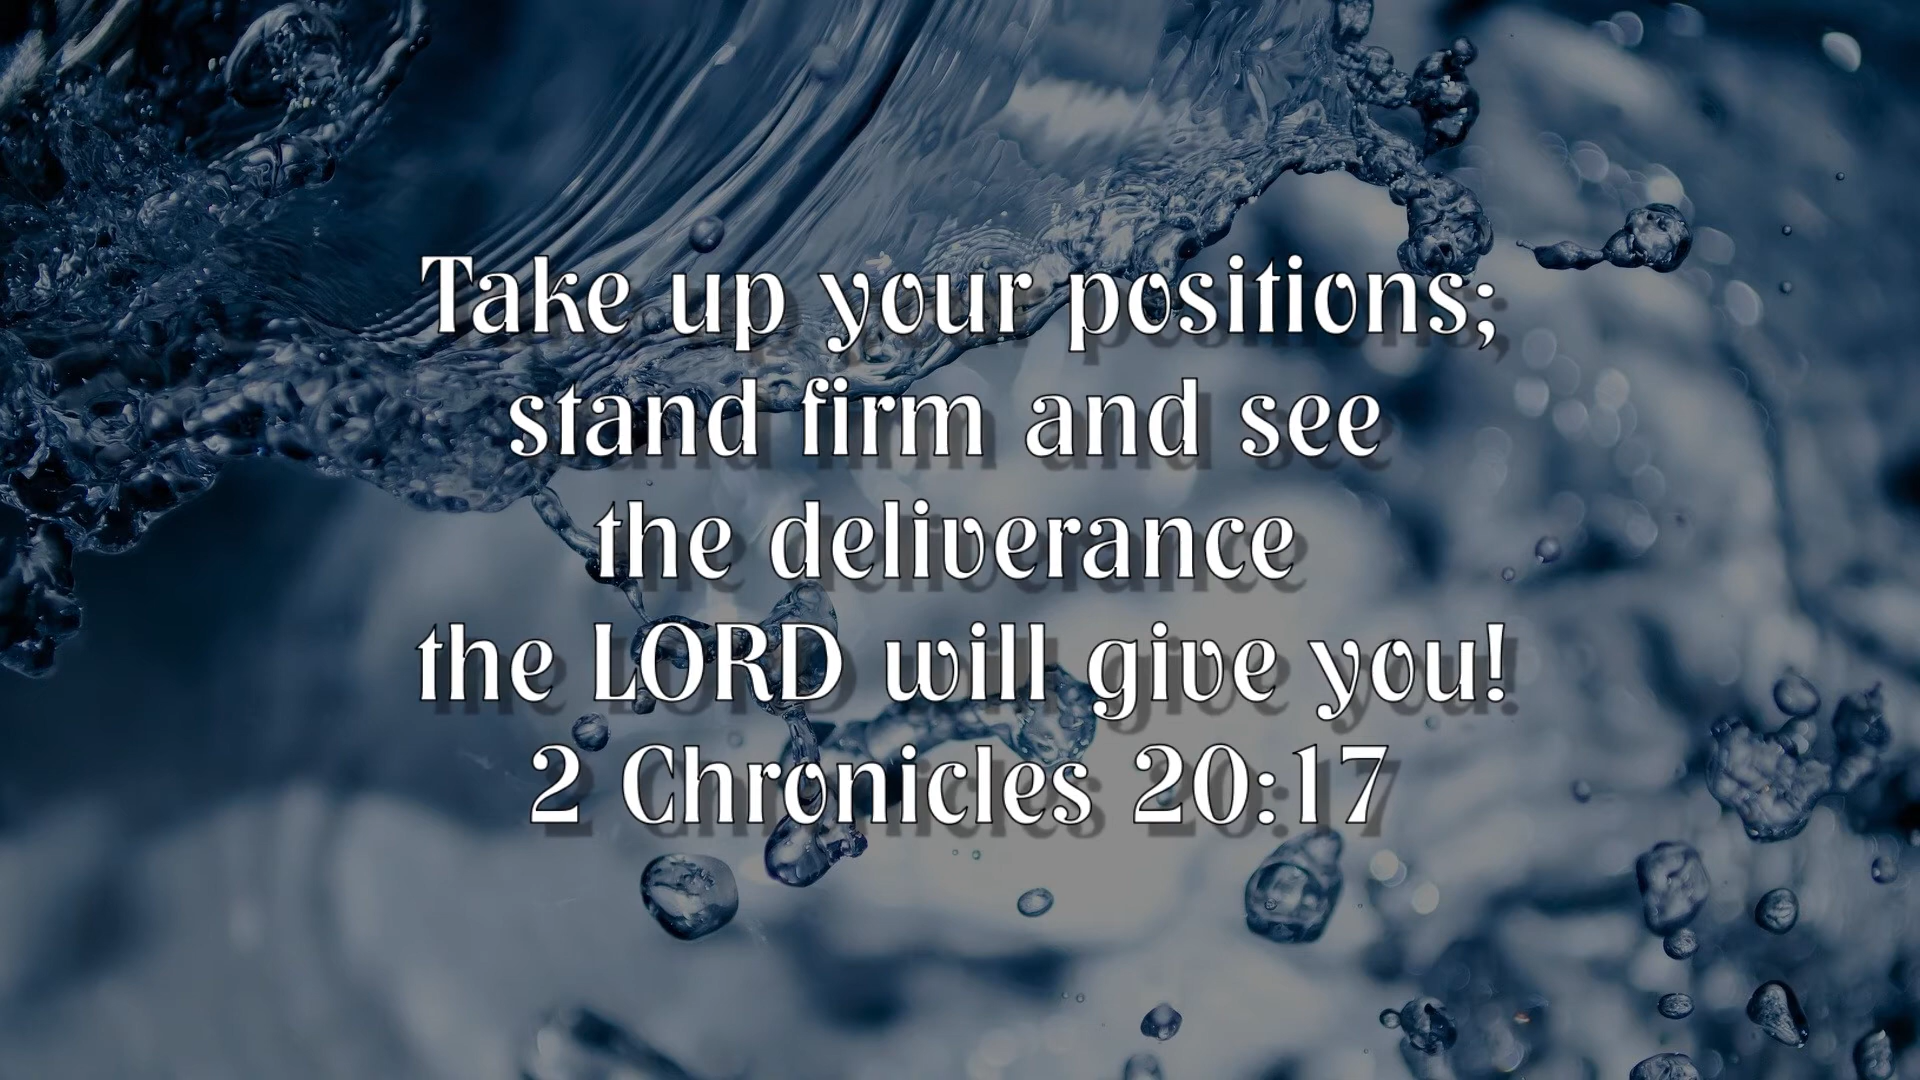 Take up your positions;
stand firm and see
the deliverance
the LORD will give you!
2 Chronicles 20:17